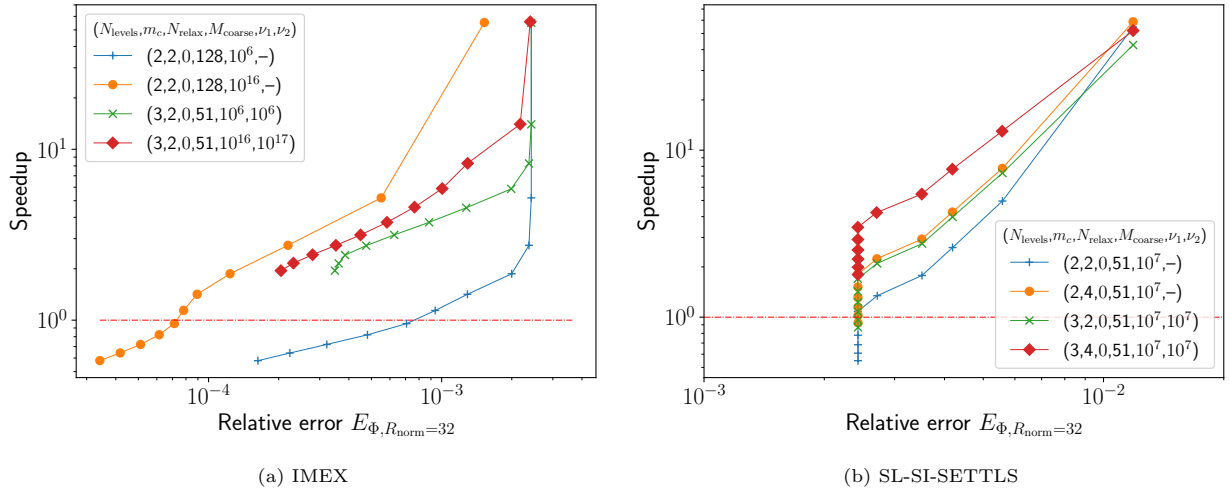 (N_levels,m_c,N_relax,M_coarse,ν_1,ν_2)
(2,2,0,128,10^6,–)
(2,2,0,128,10^16,–)
(3,2,0,51,10^6,10^6)
(3,2,0,51,10^16,10^17)
Speedup
10^1
10^0
10^−4
10^−3
Relative error E_Φ,R_norm=32
(a) IMEX
Speedup
10^1
10^0
(N_levels,m_c,N_relax,M_coarse,ν_1,ν_2)
(2,2,0,51,10^7,–)
(2,4,0,51,10^7,–)
(3,2,0,51,10^7,10^7)
(3,4,0,51,10^7,10^7)
10^−3
10^−2
Relative error E_Φ,R_norm=32
(b) SL-SI-SETTLS